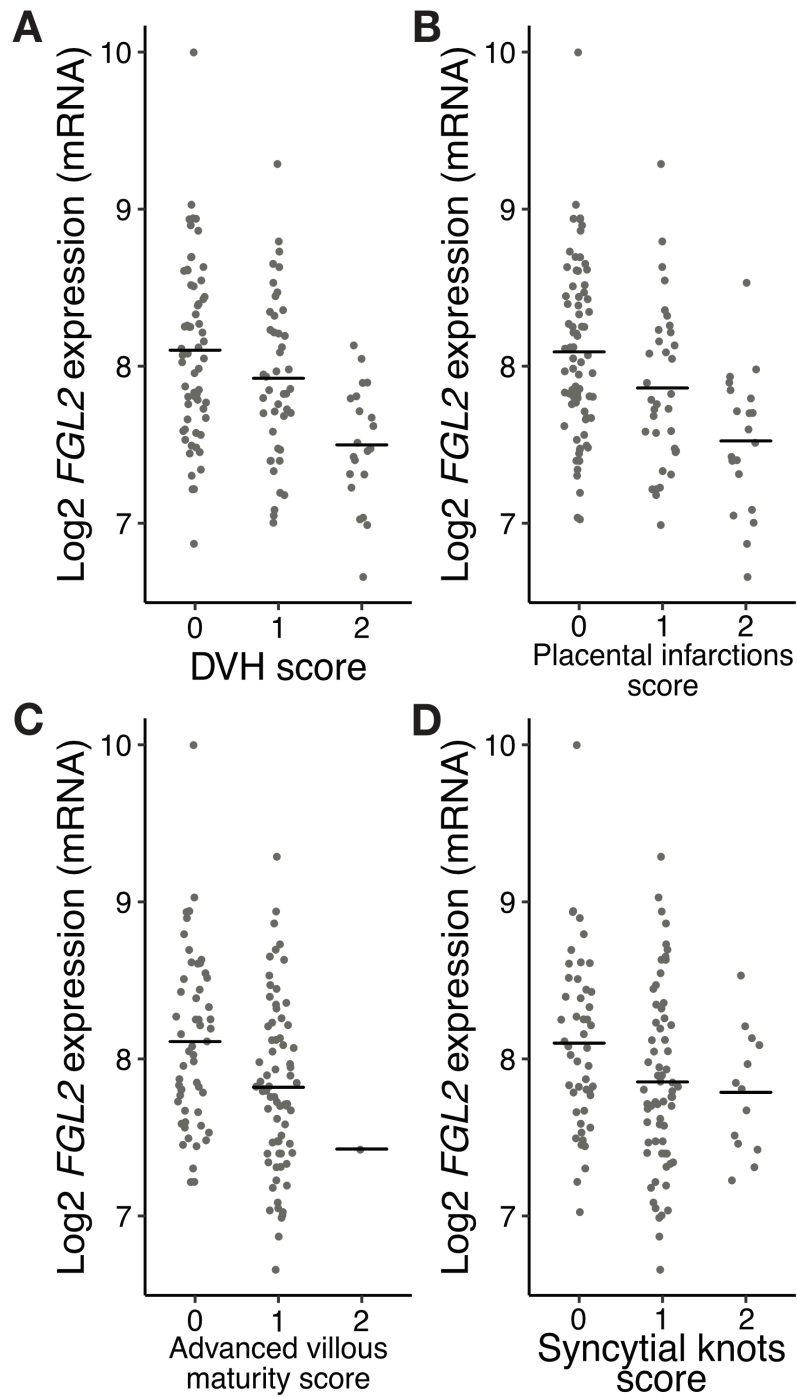 A
Log2 FGL2 expression (mRNA)
10
9
8
7
0 1 2
DVH score
B
Log2 FGL2 expression (mRNA)
10
9
8
7
0 1 2
Placental infarctions
score
C
Log2 FGL2 expression (mRNA)
10
9
8
7
0 1 2
Advanced villous
maturity score
D
Log2 FGL2 expression (mRNA)
10
9
8
7
0 1 2
Syncytial knots
score